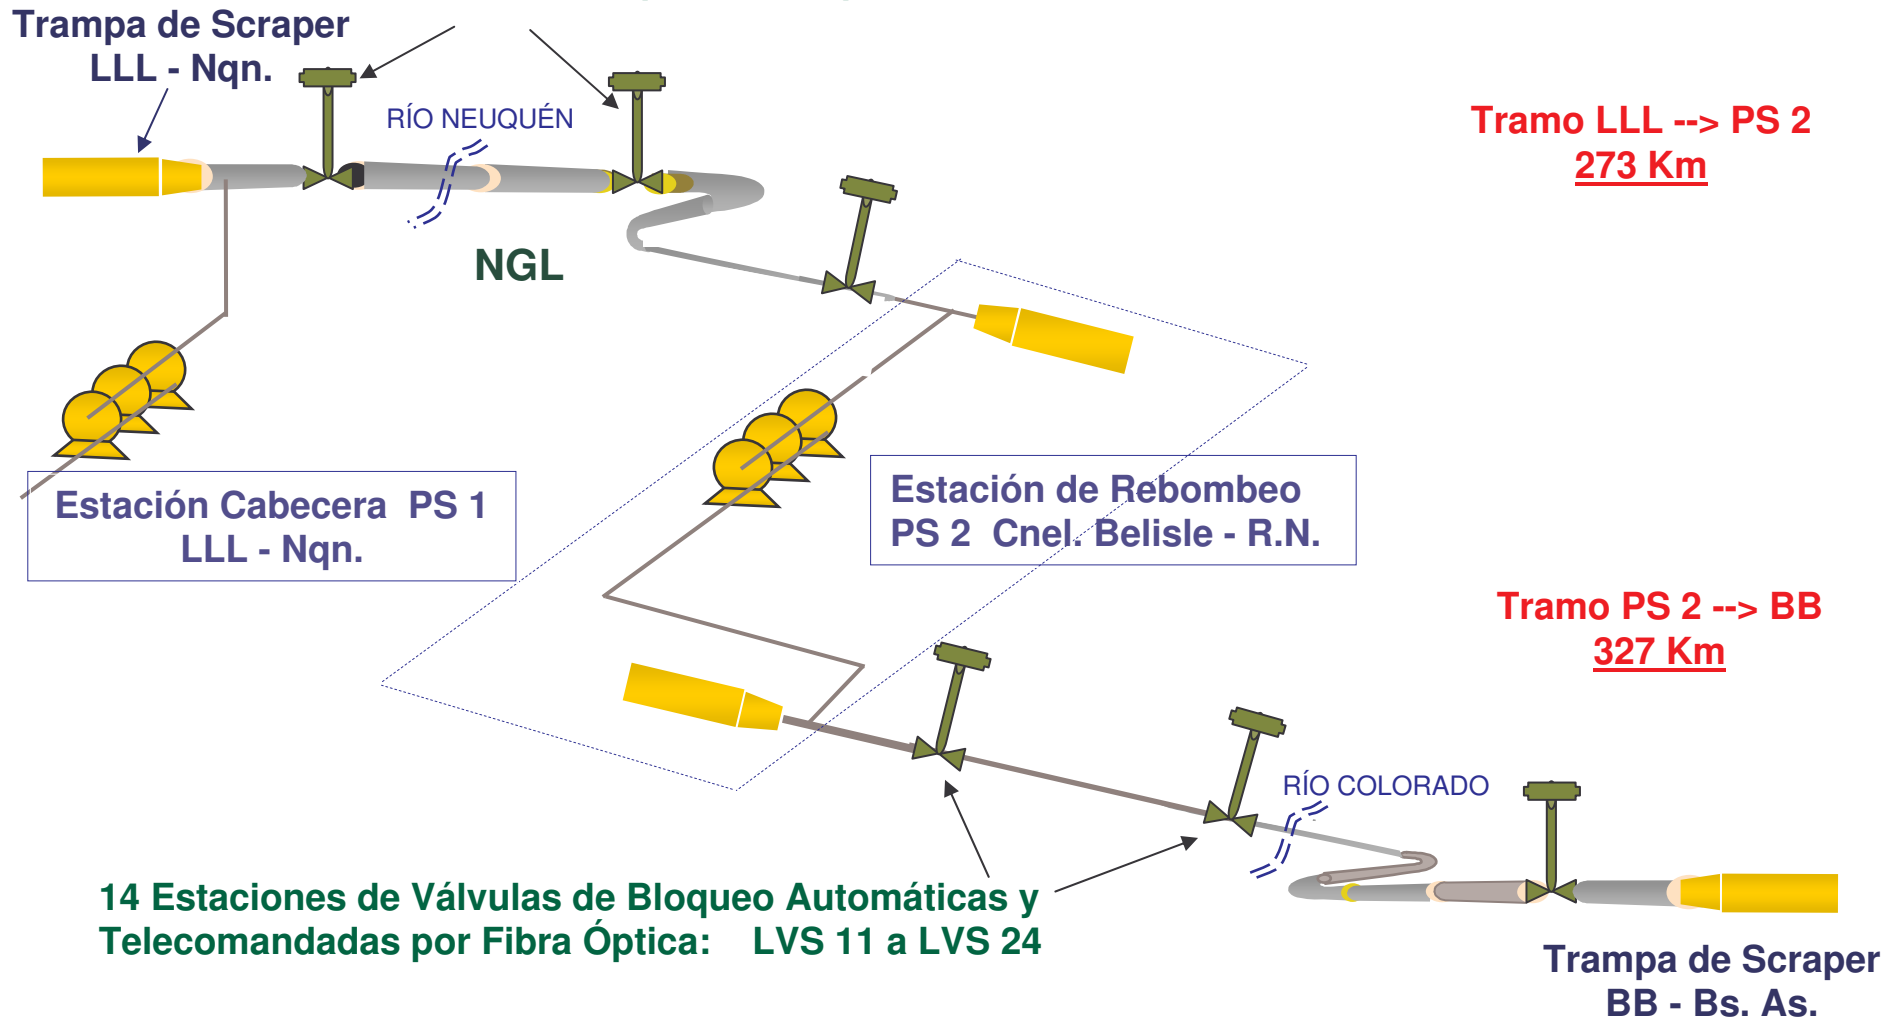 Trampa de Scraper
LLL - Nqn.
RÍO NEUQUÉN
Tramo LLL --> PS 2
273 Km
NGL
Estación Cabecera PS 1
LLL - Nqn.
Estación de Rebombeo
PS 2 Cnel. Belisle - R.N.
Tramo PS 2 --> BB
327 Km
RÍO COLORADO
14 Estaciones de Válvulas de Bloqueo Automáticas y
Telecomandadas por Fibra Óptica: LVS 11 a LVS 24
Trampa de Scraper
BB - Bs. As.